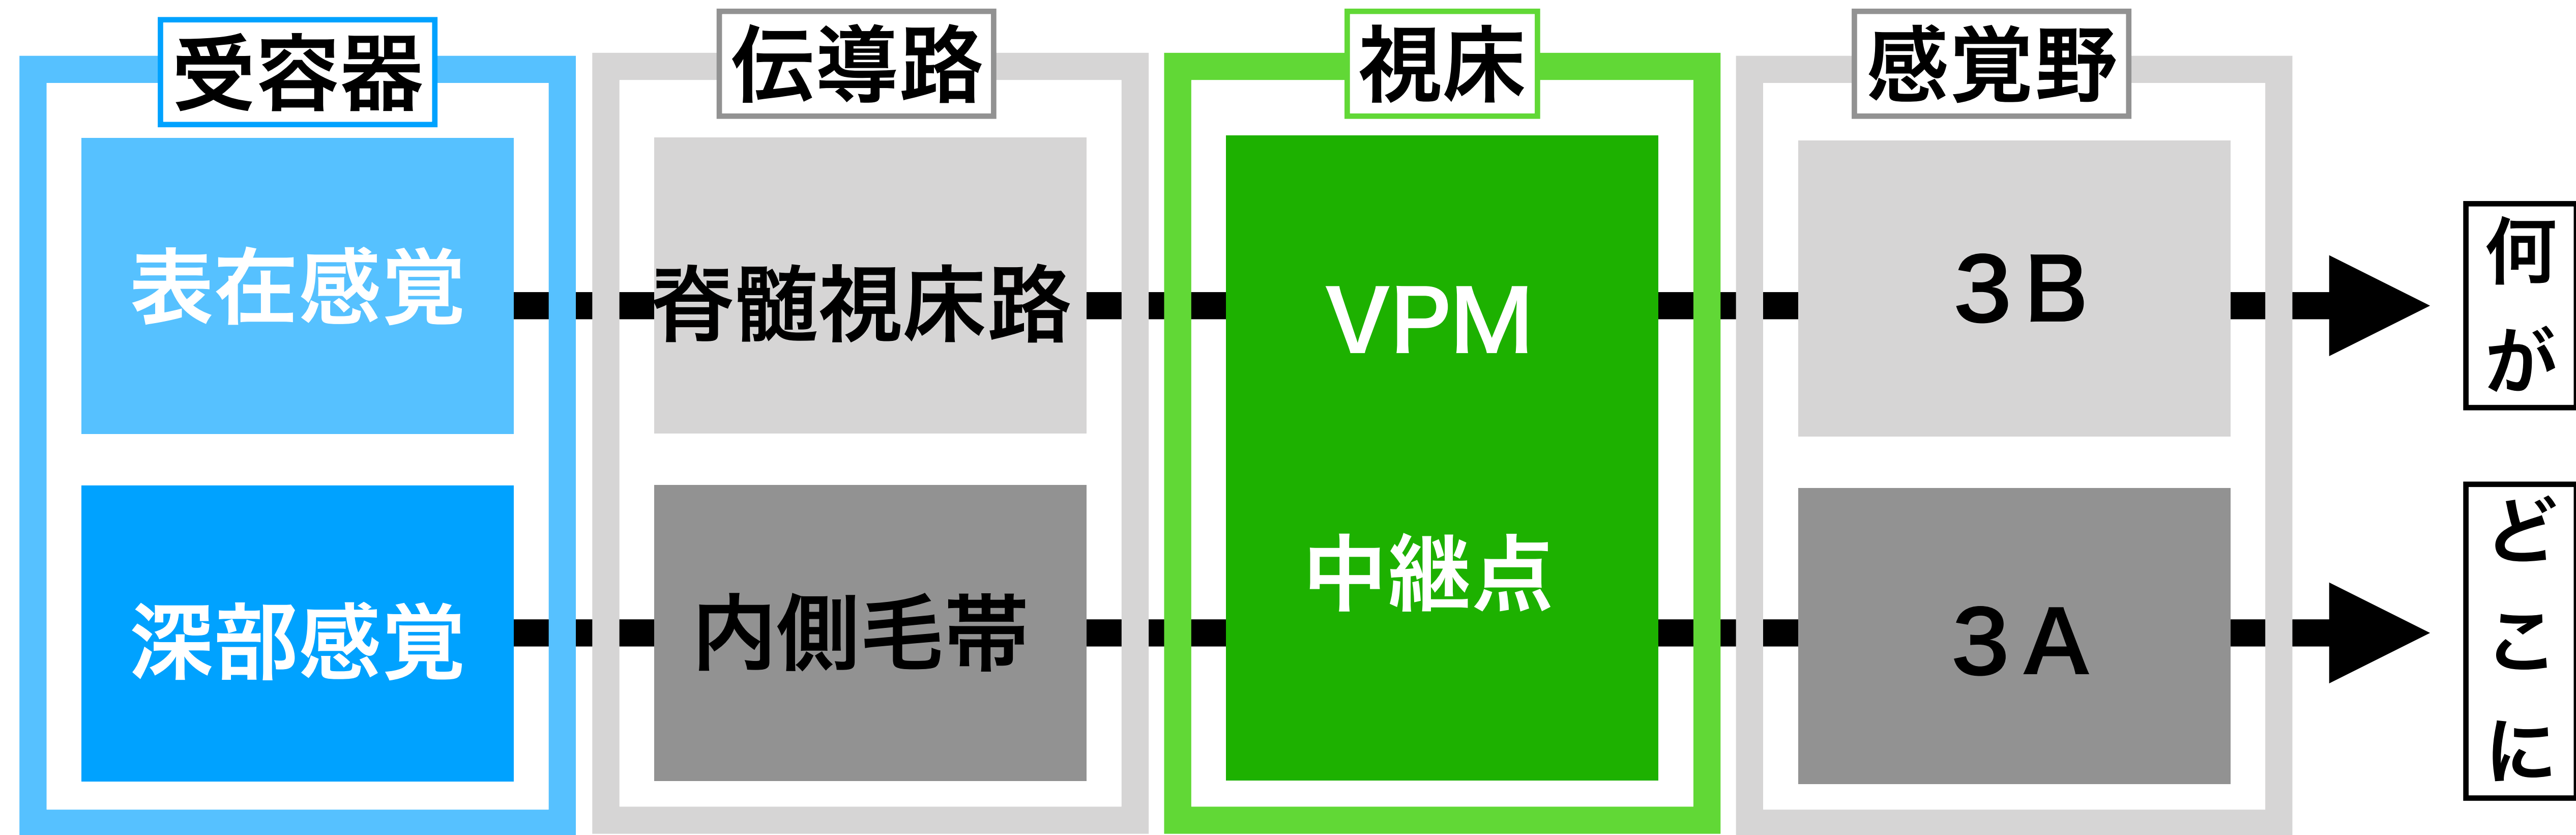 受容器
伝導路
視床
感覚野
表在感覚
脊髄視床路
VPM
3B
何が
深部感覚
内側毛帯
中継点
3A
どこに